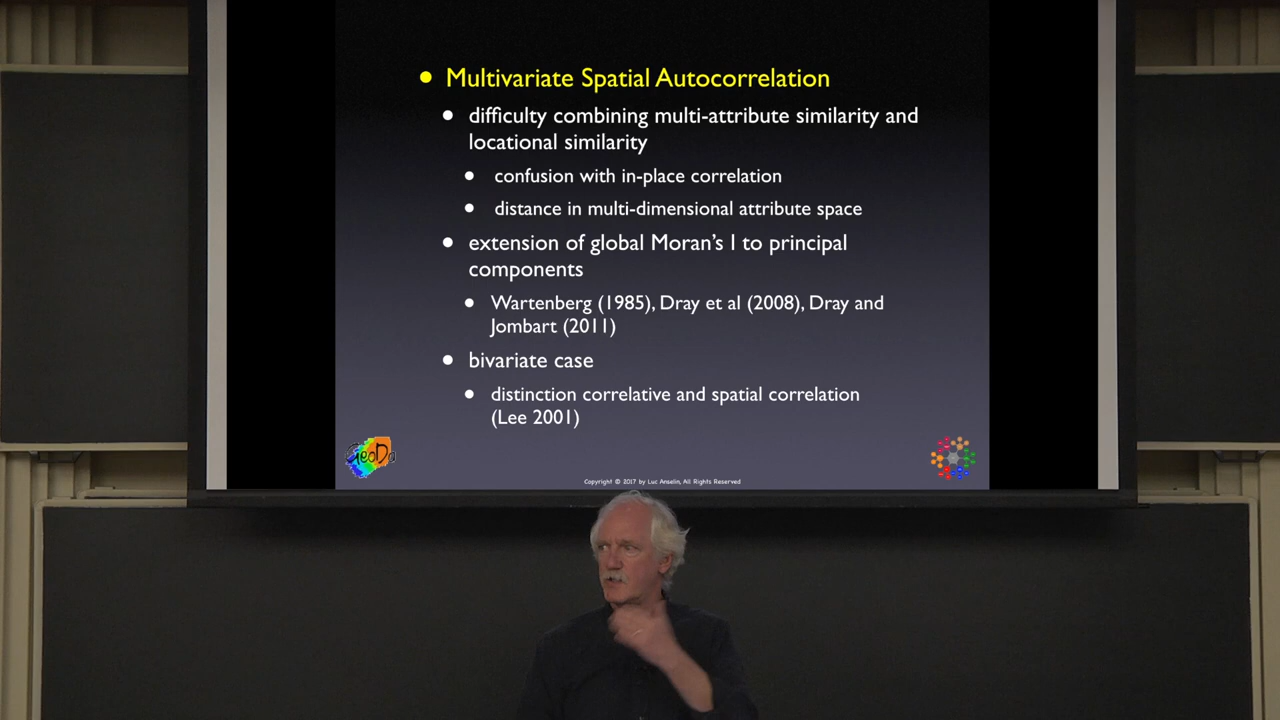 • Multivariate Spatial Autocorrelation
• difficulty combining multi-attribute similarity and
locational similarity
• confusion with in-place correlation
• distance in multi-dimensional attribute space
• extension of global Moran's I to principal
components
• Wartenberg (1985), Dray et al (2008), Dray and
Jombart (2011)
• bivariate case
• distinction correlative and spatial correlation
(Lee 2001)
GeoDa
Copyright © 2017 by Luc Anselin, All Rights Reserved